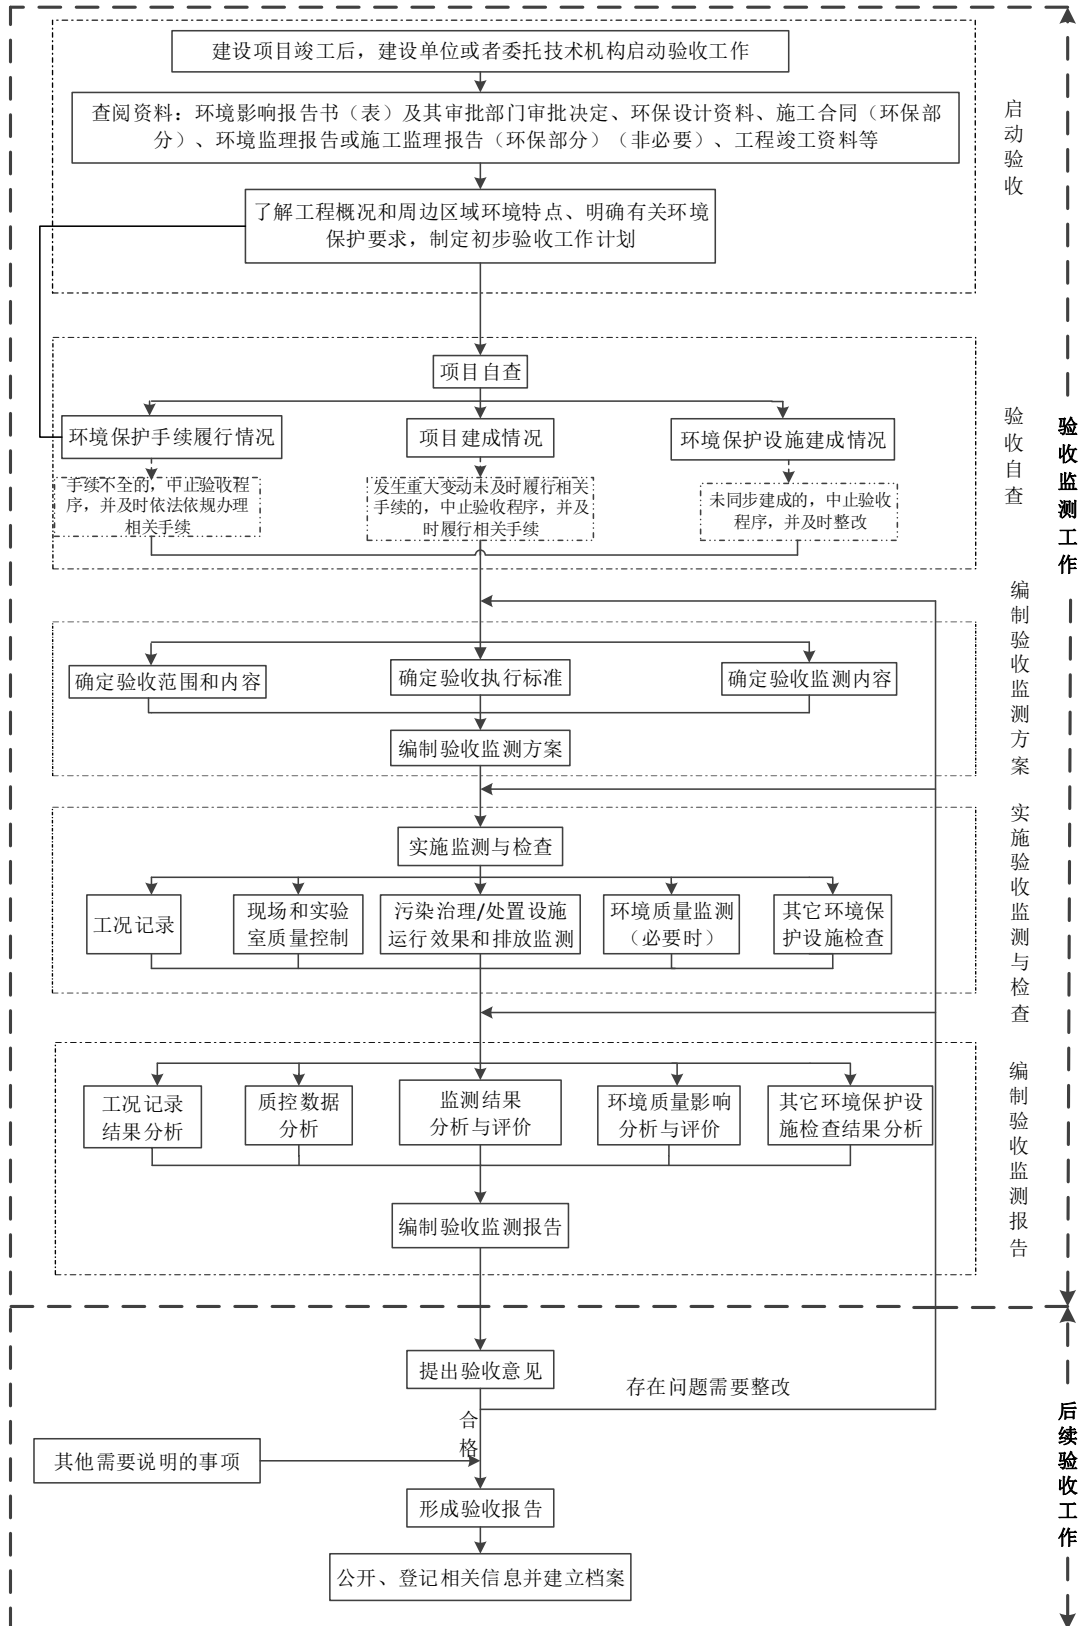 建设项目竣工后，建设单位或者委托技术机构启动验收工作
查阅资料：环境影响报告书（表）及其审批部门审批决定、环保设计资料、施工合同（环保部
分）、环境监理报告或施工监理报告（环保部分）（非必要）、工程竣工资料等
了解工程概况和周边区域环境特点、明确有关环境
保护要求，制定初步验收工作计划
启动验收
项目自查
环境保护手续履行情况
项目建成情况
环境保护设施建成情况
手续不全的，中止验收程
序，并及时依法依规办理
相关手续
发生重大变动未及时履行相关
手续的，中止验收程序，并及
时履行相关手续
未同步建成的，中止验收
程序，并及时整改
验收自查
验收监测工作
确定验收范围和内容
确定验收执行标准
确定验收监测内容
编制验收监测方案
编制验收监测方案
实施监测与检查
工况记录
现场和实验
室质量控制
污染治理/处置设施
运行效果和排放监测
环境质量监测
（必要时）
其它环境保
护设施检查
实施验收监测与检查
工况记录
结果分析
质控数据
分析
监测结果
分析与评价
环境质量影响
分析与评价
其它环境保护设
施检查结果分析
编制验收监测报告
编制验收监测报告
提出验收意见
存在问题需要整改
合格
其他需要说明的事项
形成验收报告
公开、登记相关信息并建立档案
后续验收工作